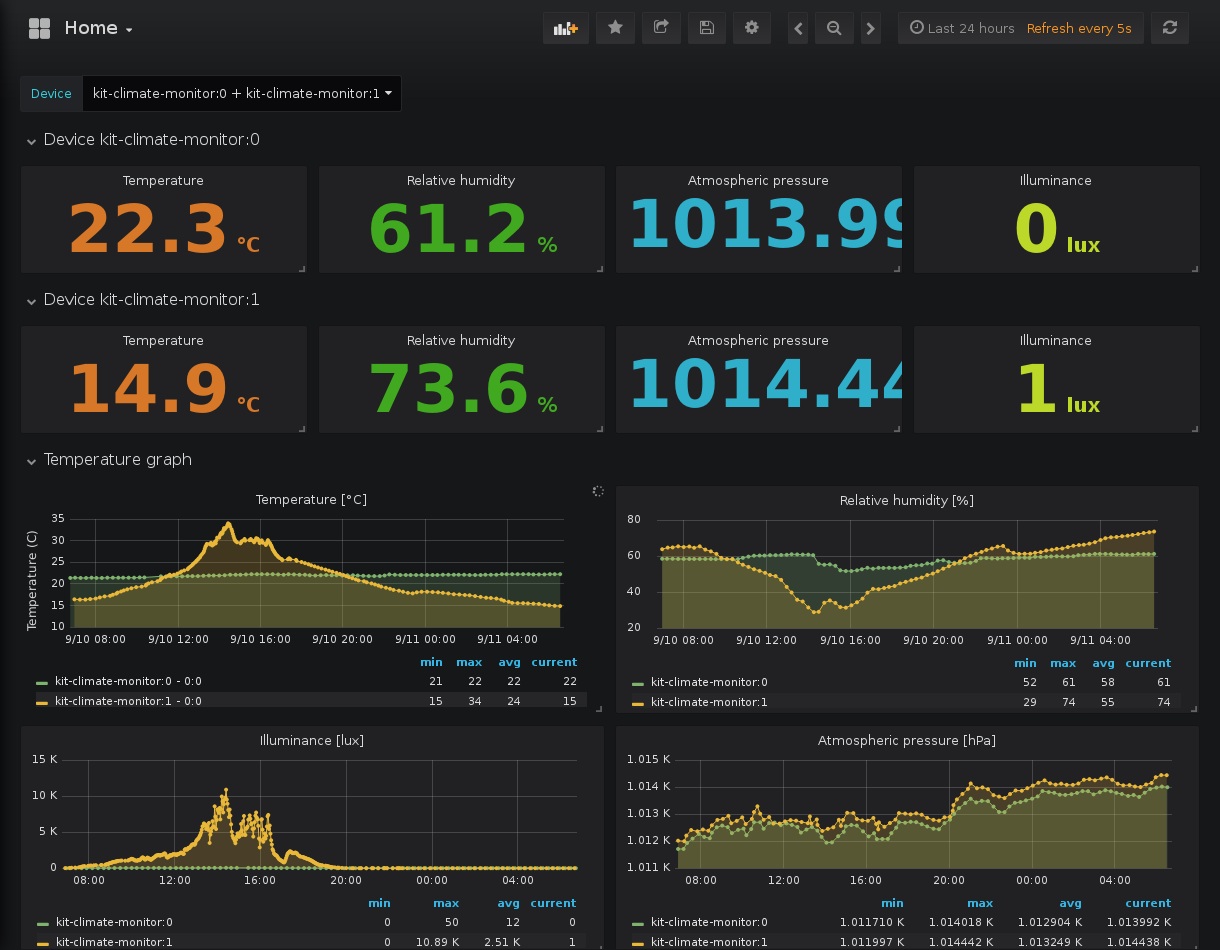 Home
Last 24 hours Refresh every 5s
Device kit-climate-monitor:0 + kit-climate-monitor:1
Device kit-climate-monitor:0
Temperature Relative humidity Atmospheric pressure Illuminance
22.3 °C 61.2 % 1013.99 0 lux
Device kit-climate-monitor:1
Temperature Relative humidity Atmospheric pressure Illuminance
14.9 °C 73.6 % 1014.44 1 lux
Temperature graph
Temperature [°C]
Temperature (C)
35
30
25
20
15
10
9/10 08:00 9/10 12:00 9/10 16:00 9/10 20:00 9/11 00:00 9/11 04:00
min max avg current
kit-climate-monitor:0 - 0:0 21 22 22 22
kit-climate-monitor:1 - 0:0 15 34 24 15
Relative humidity [%]
80
60
40
20
9/10 08:00 9/10 12:00 9/10 16:00 9/10 20:00 9/11 00:00 9/11 04:00
min max avg current
kit-climate-monitor:0 52 61 58 61
kit-climate-monitor:1 29 74 55 74
Illuminance [lux]
15 K
10 K
5 K
0
08:00 12:00 16:00 20:00 00:00 04:00
min max avg current
kit-climate-monitor:0 0 50 12 0
kit-climate-monitor:1 0 10.89 K 2.51 K 1
Atmospheric pressure [hPa]
1.015 K
1.014 K
1.013 K
1.012 K
1.011 K
08:00 12:00 16:00 20:00 00:00 04:00
min max avg current
kit-climate-monitor:0 1.011710 K 1.014018 K 1.012904 K 1.013992 K
kit-climate-monitor:1 1.011997 K 1.014442 K 1.013249 K 1.014438 K